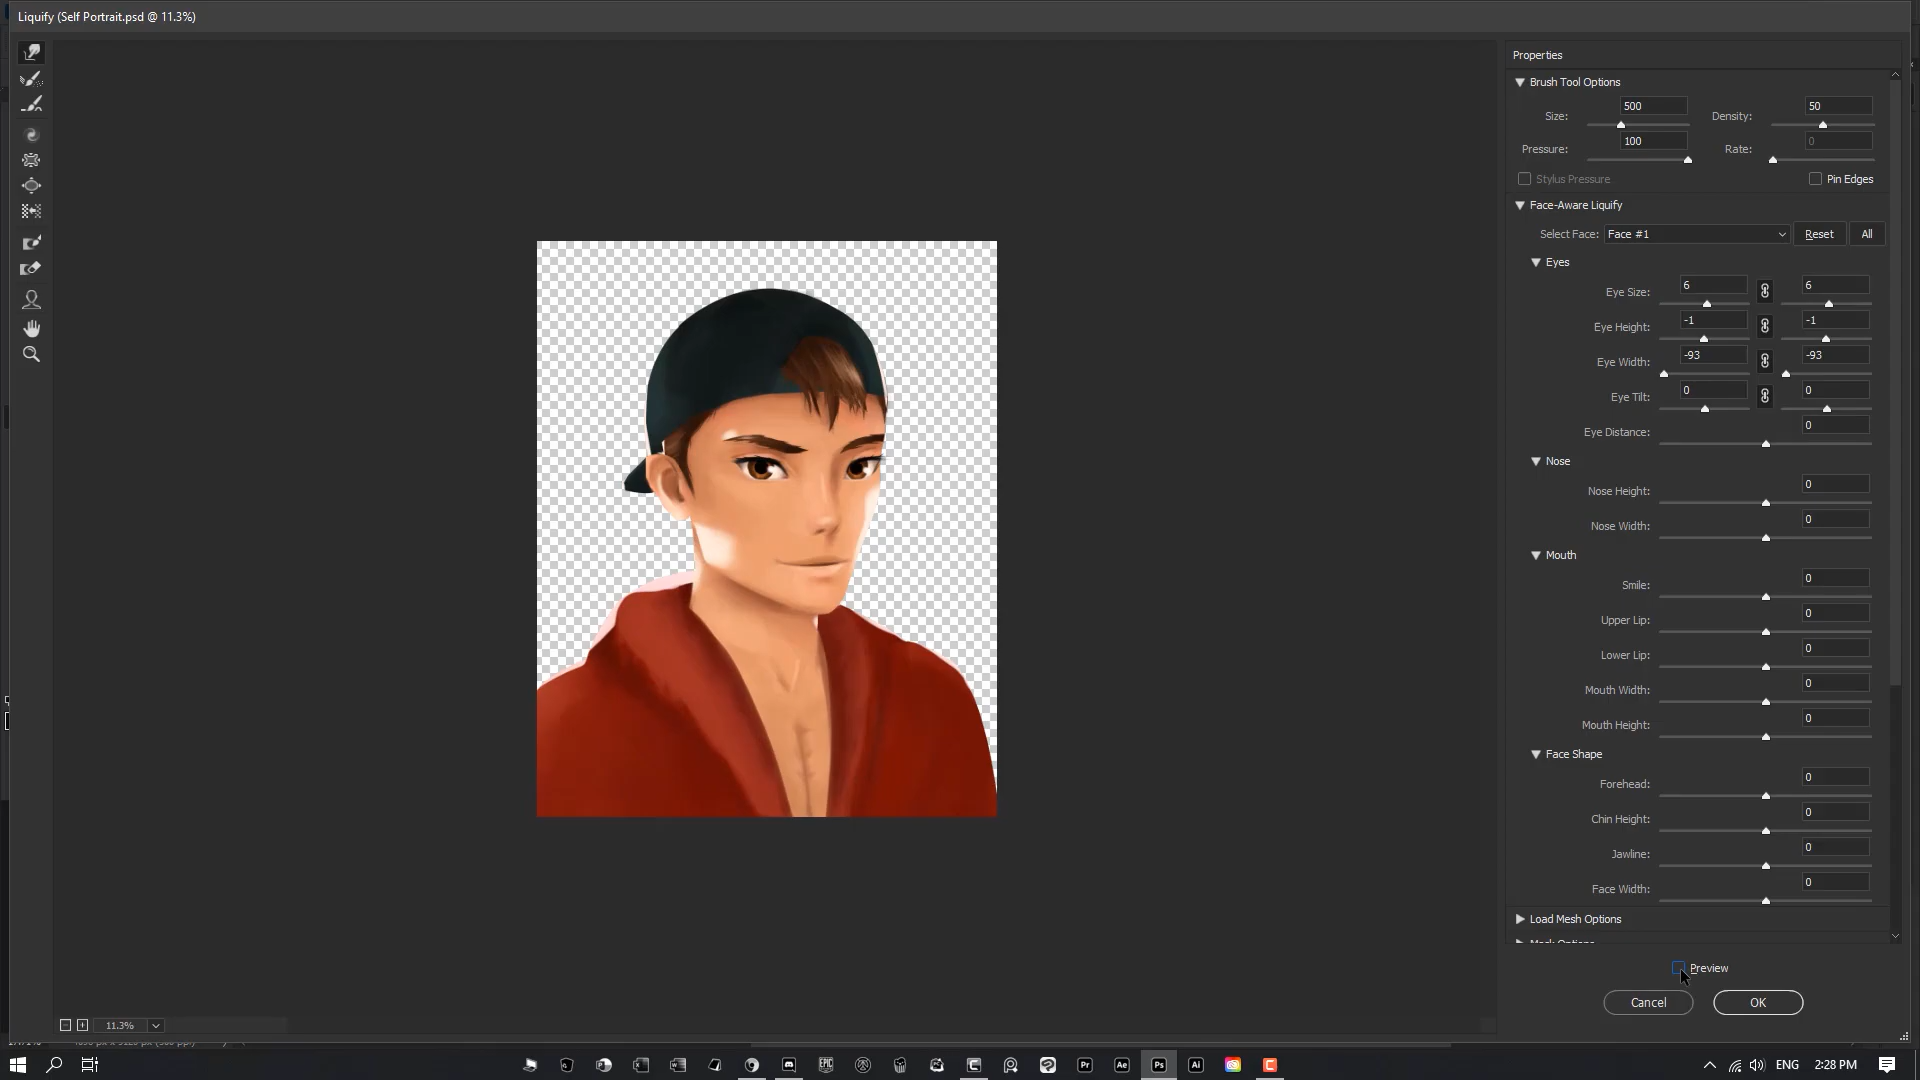 Liquify (Self Portrait.psd @ 11.3%)
Properties
Brush Tool Options
Size: 500 Density: 50
Pressure: 100 Rate: 0
Stylus Pressure Pin Edges
Face-Aware Liquify
Select Face: Face #1 Reset All
Eyes
Eye Size: 6 6
Eye Height: -1 -1
Eye Width: -93 -93
Eye Tilt: 0 0
Eye Distance: 0
Nose
Nose Height: 0
Nose Width: 0
Mouth
Smile: 0
Upper Lip: 0
Lower Lip: 0
Mouth Width: 0
Mouth Height: 0
Face Shape
Forehead: 0
Chin Height: 0
Jawline: 0
Face Width: 0
Load Mesh Options
Mask Options
Preview
Cancel OK
11.3%
EPIC Pr Ae Ps Ai ENG 2:28 PM